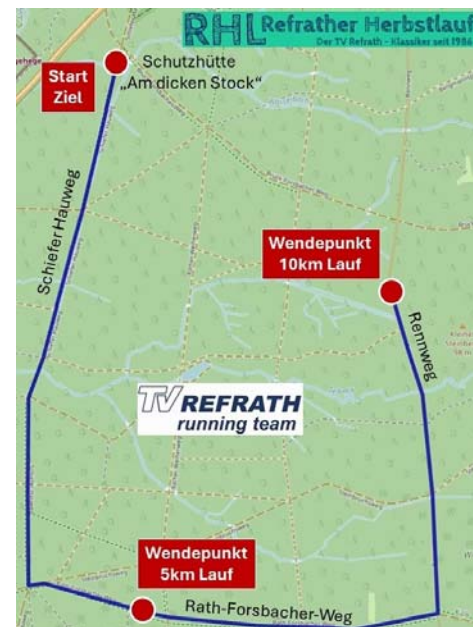 RHL Refrather Herbstlauf
Der TV Refrath - Klassiker seit 1986
Start
Ziel
Schutzhütte
„Am dicken Stock“
Schiefer Hauweg
Wendepunkt
10km Lauf
Rennweg
TV REFRATH
running team
Wendepunkt
5km Lauf
Rath-Forsbacher-Weg